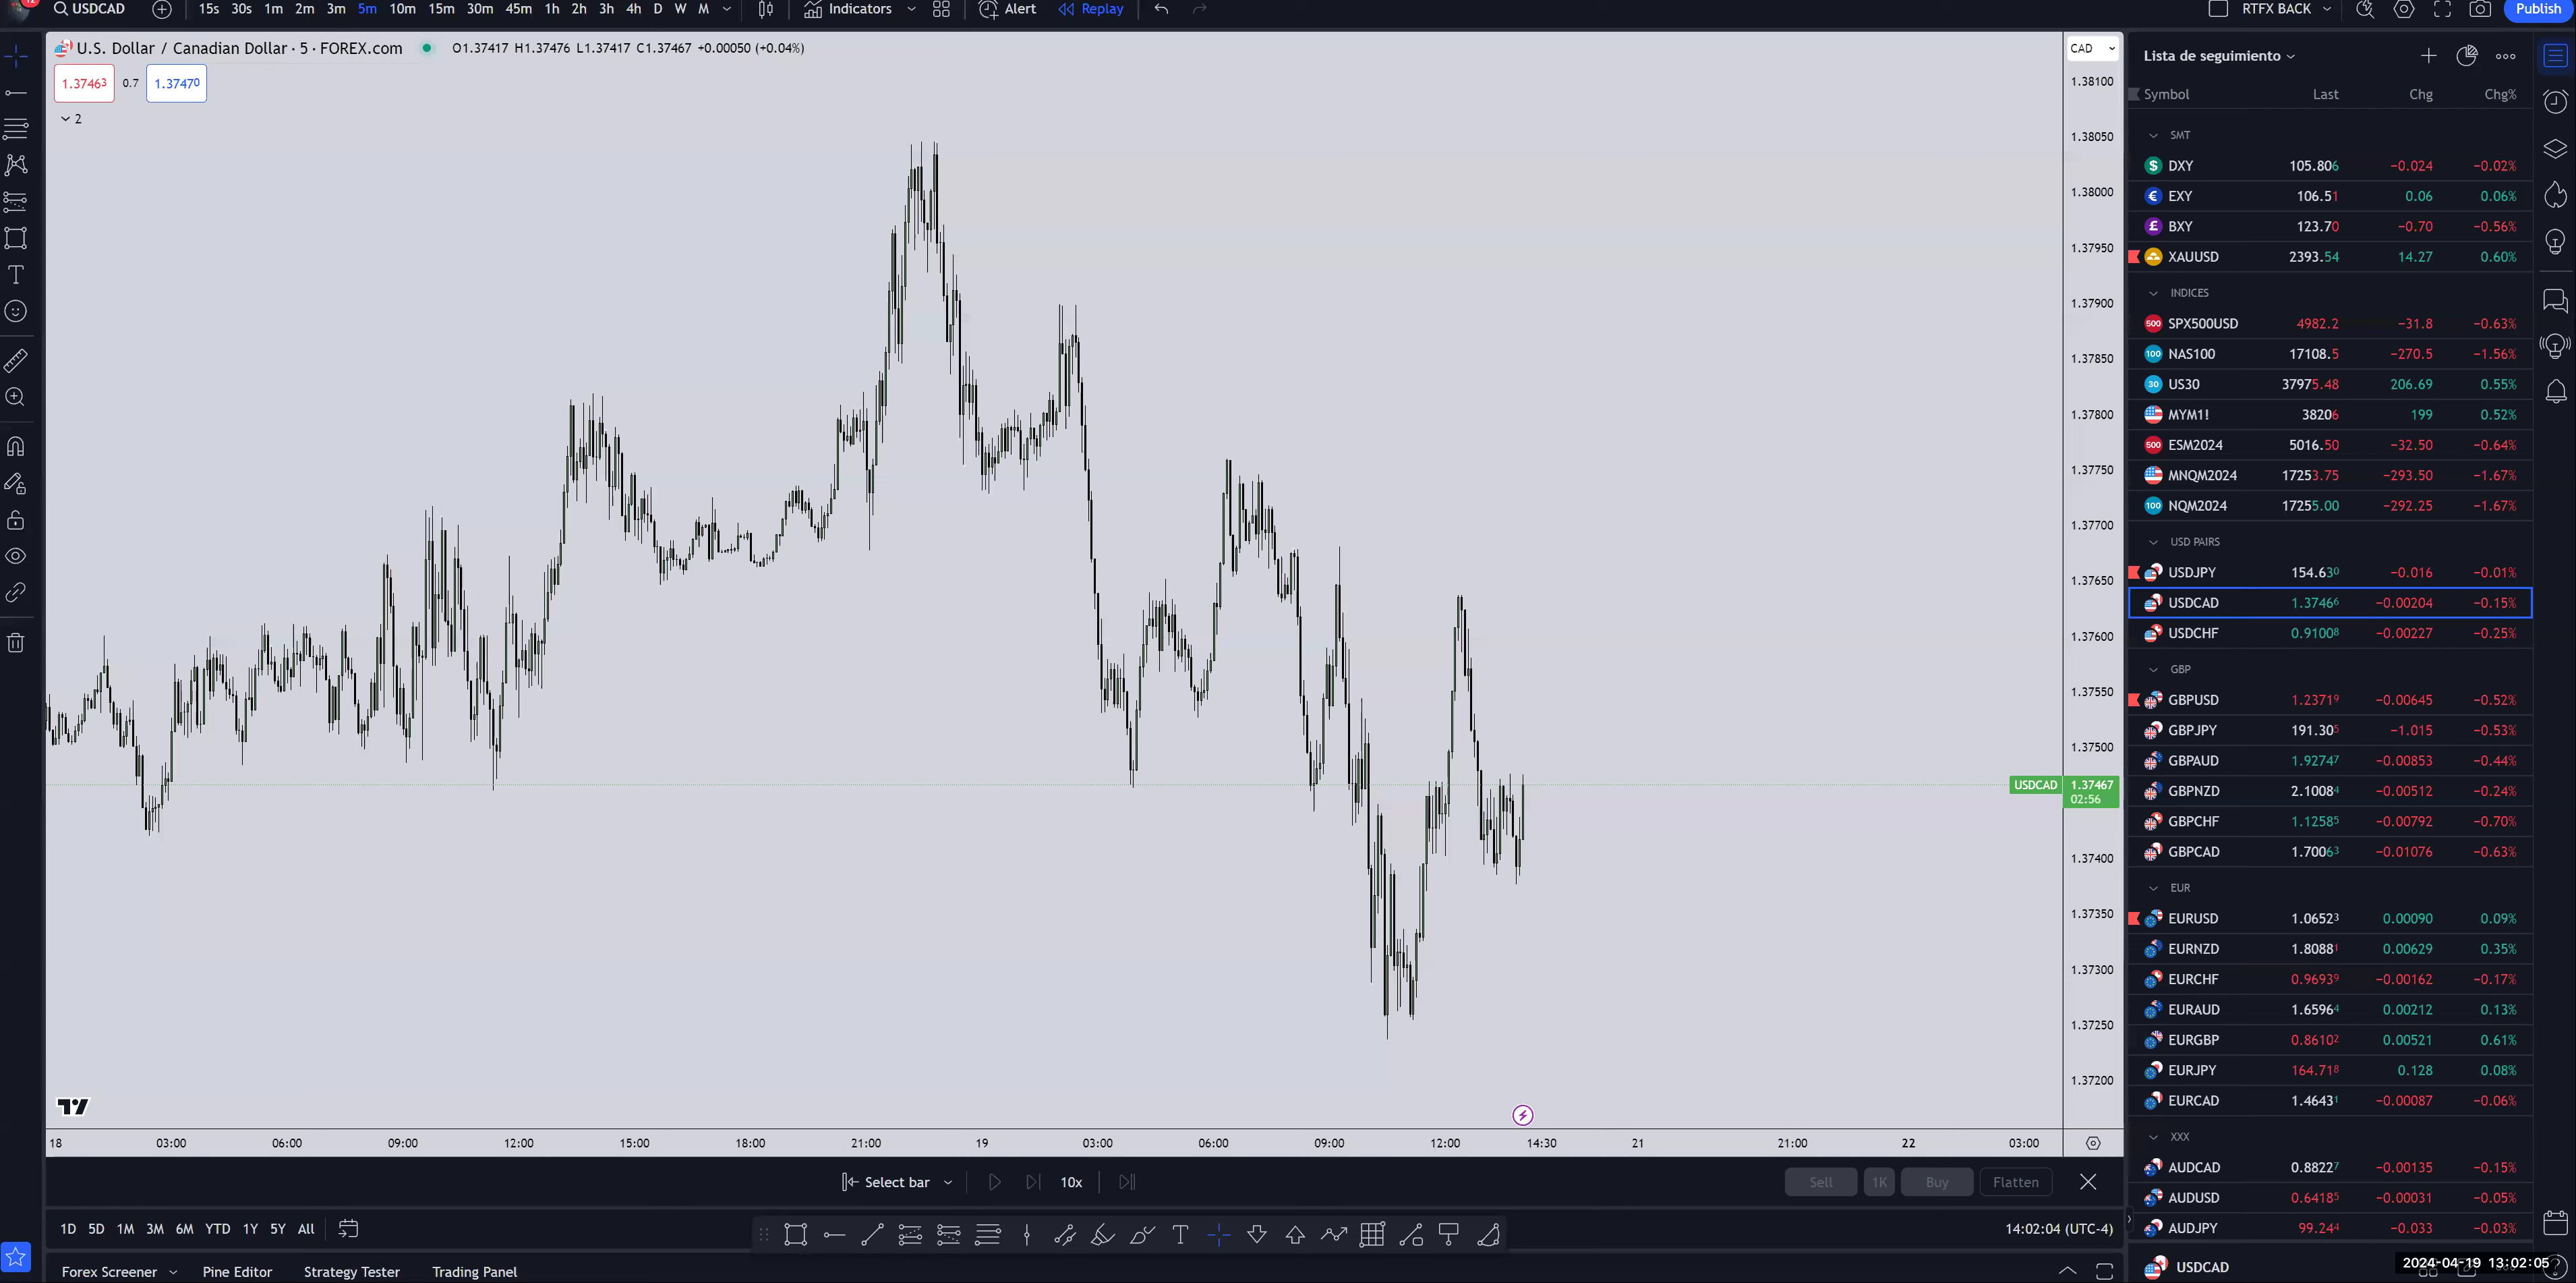 12
USDCAD 15s 30s 1m 2m 3m 5m 10m 15m 30m 45m 1h 2h 3h 4h D W M Indicators Alert Replay RTFX BACK Publish
U.S. Dollar / Canadian Dollar · 5 · FOREX.com O1.37417 H1.37476 L1.37417 C1.37467 +0.00050 (+0.04%)
1.37463 0.7 1.37470
2
CAD
1.38100
1.38050
1.38000
1.37950
1.37900
1.37850
1.37800
1.37750
1.37700
1.37650
1.37600
1.37550
1.37500
USDCAD 1.37467
02:56
1.37400
1.37350
1.37300
1.37250
1.37200
18 03:00 06:00 09:00 12:00 15:00 18:00 21:00 19 03:00 06:00 09:00 12:00 14:30 21 21:00 22 03:00
Select bar 10x Sell 1K Buy Flatten
1D 5D 1M 3M 6M YTD 1Y 5Y All 14:02:04 (UTC-4)
Forex Screener Pine Editor Strategy Tester Trading Panel
Lista de seguimiento
Symbol Last Chg Chg%
SMT
DXY 105.806 −0.024 −0.02%
EXY 106.51 0.06 0.06%
BXY 123.70 −0.70 −0.56%
XAUUSD 2393.54 14.27 0.60%
INDICES
500 SPX500USD 4982.2 −31.8 −0.63%
100 NAS100 17108.5 −270.5 −1.56%
30 US30 37975.48 206.69 0.55%
MYM1! 38206 199 0.52%
500 ESM2024 5016.50 −32.50 −0.64%
MNQM2024 17253.75 −293.50 −1.67%
100 NQM2024 17255.00 −292.25 −1.67%
USD PAIRS
USDJPY 154.630 −0.016 −0.01%
USDCAD 1.37466 −0.00204 −0.15%
USDCHF 0.91008 −0.00227 −0.25%
GBP
GBPUSD 1.23719 −0.00645 −0.52%
GBPJPY 191.305 −1.015 −0.53%
GBPAUD 1.92747 −0.00853 −0.44%
GBPNZD 2.10084 −0.00512 −0.24%
GBPCHF 1.12585 −0.00792 −0.70%
GBPCAD 1.70063 −0.01076 −0.63%
EUR
EURUSD 1.06523 0.00090 0.09%
EURNZD 1.80881 0.00629 0.35%
EURCHF 0.96939 −0.00162 −0.17%
EURAUD 1.65964 0.00212 0.13%
EURGBP 0.86102 0.00521 0.61%
EURJPY 164.718 0.128 0.08%
EURCAD 1.46431 −0.00087 −0.06%
XXX
AUDCAD 0.88227 −0.00135 −0.15%
AUDUSD 0.64185 −0.00031 −0.05%
AUDJPY 99.244 −0.033 −0.03%
USDCAD 2024-04-19 13:02:05